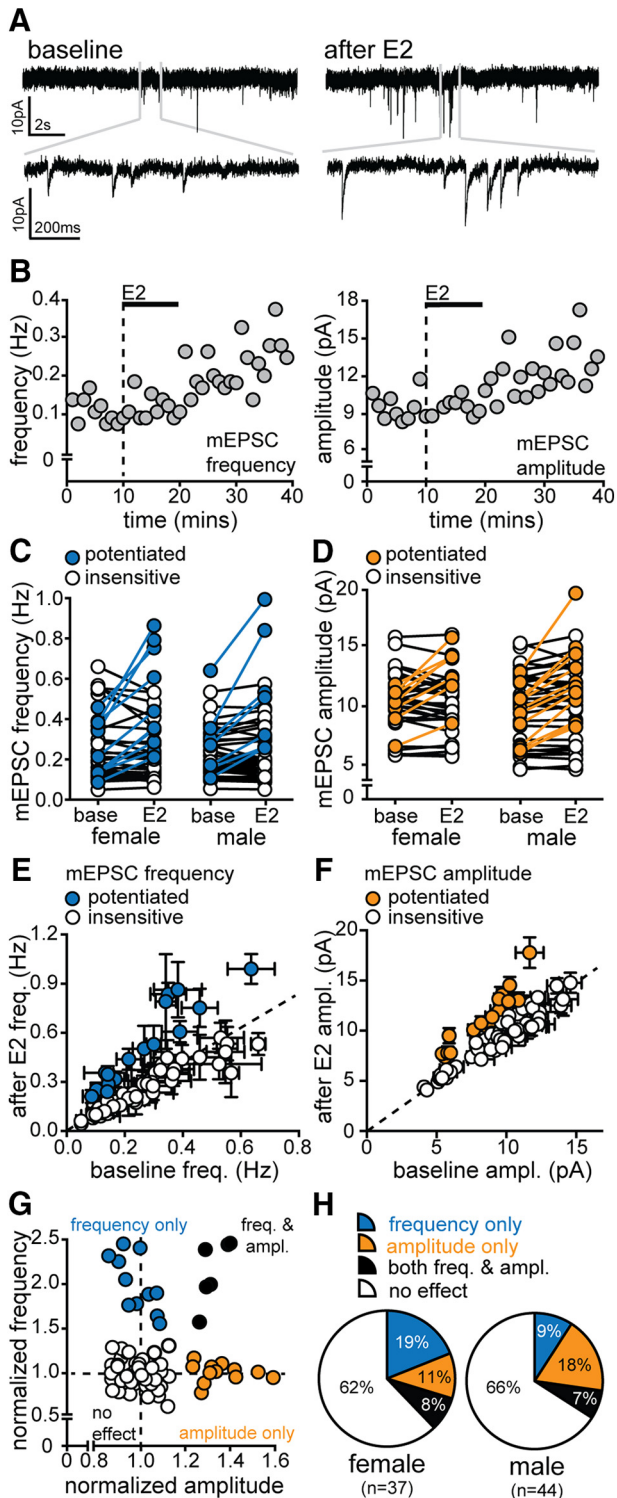 A
baseline
after E2
10pA
2s
10pA
200ms
B
E2
frequency (Hz)
0.4
0.3
0.2
0.1
0
mEPSC
frequency
0 10 20 30 40
time (mins)
E2
amplitude (pA)
18
15
12
9
6
0
mEPSC
amplitude
0 10 20 30 40
time (mins)
C
potentiated
insensitive
mEPSC frequency (Hz)
1.0
0.8
0.6
0.4
0.2
0.0
base E2 base E2
female male
D
potentiated
insensitive
mEPSC amplitude (pA)
20
15
10
5
0
base E2 base E2
female male
E
mEPSC frequency
potentiated
insensitive
after E2 freq. (Hz)
1.2
0.9
0.6
0.3
0.0
0.0 0.2 0.4 0.6 0.8
baseline freq. (Hz)
F
mEPSC amplitude
potentiated
insensitive
after E2 ampl. (pA)
20
15
10
5
0
0 5 10 15
baseline ampl. (pA)
G
frequency only
freq. &
ampl.
normalized frequency
2.5
2.0
1.5
1.0
0.5
0
no
effect
amplitude only
0 0.8 1.0 1.2 1.4 1.6
normalized amplitude
H
frequency only
amplitude only
both freq. & ampl.
no effect
19%
11%
8%
62%
female
(n=37)
9%
18%
7%
66%
male
(n=44)